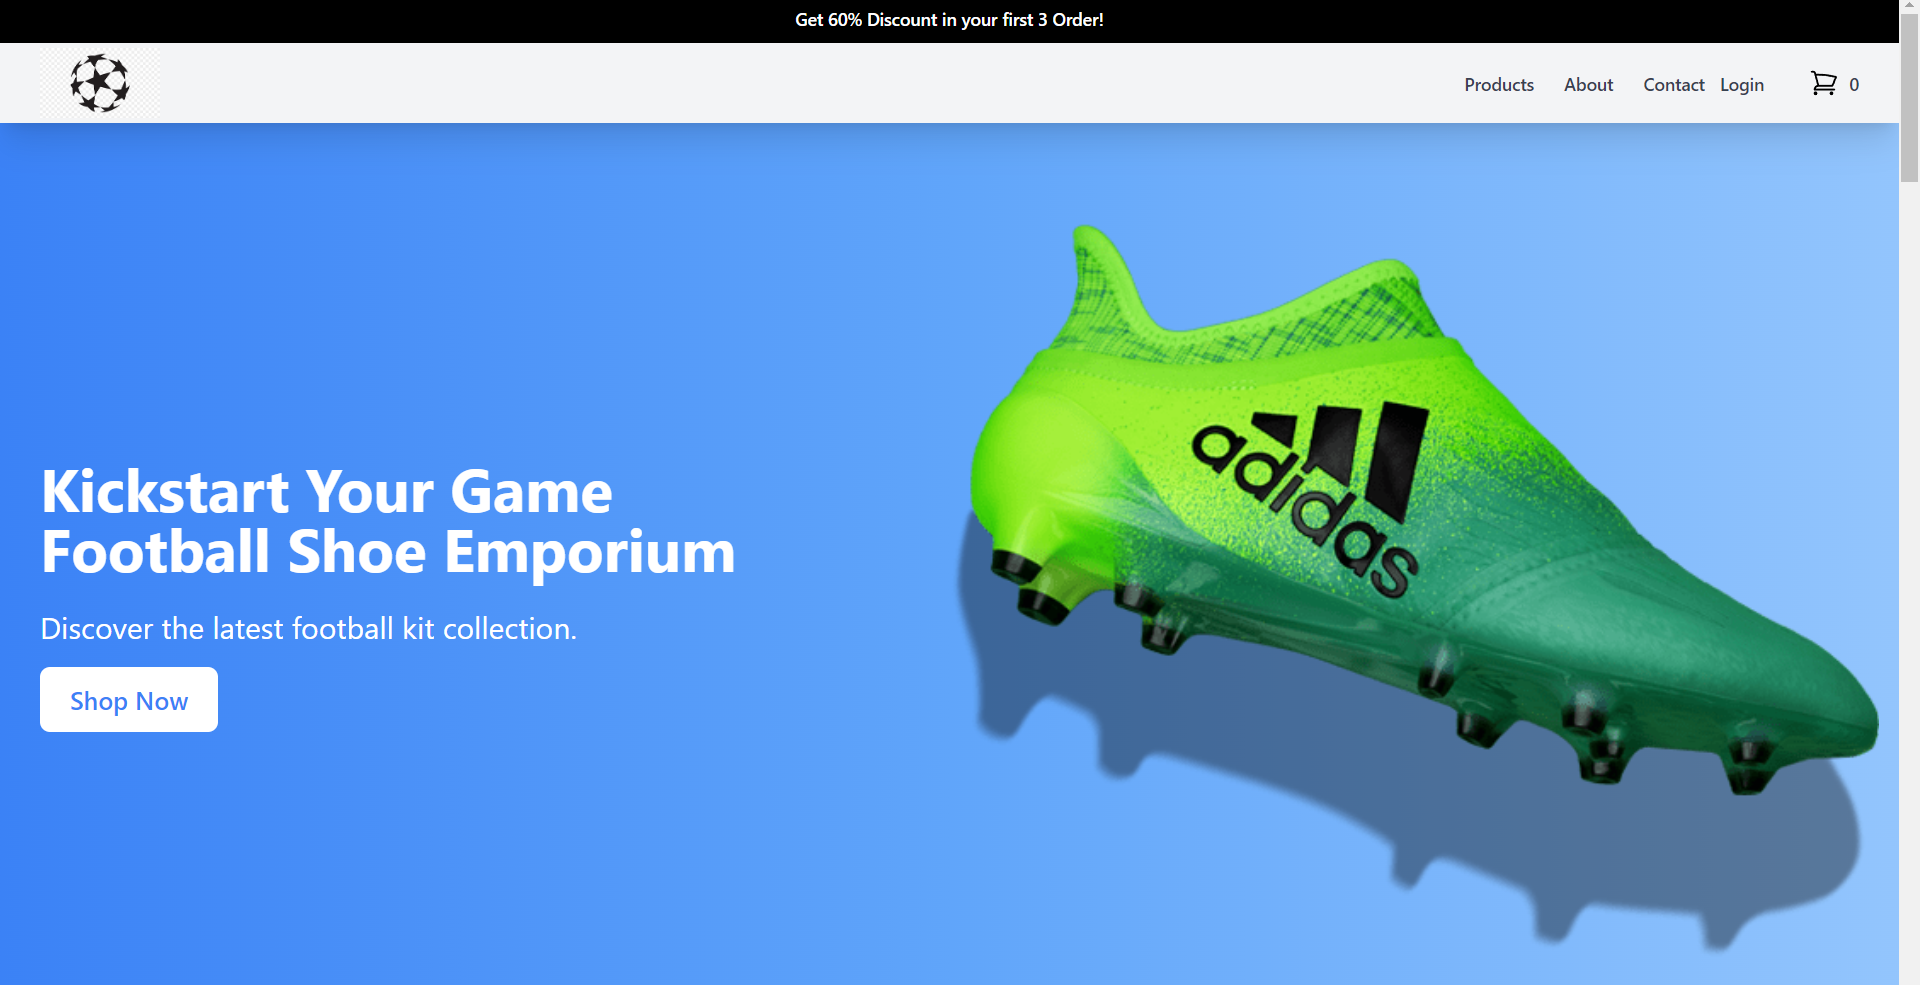 Get 60% Discount in your first 3 Order!
Products About Contact Login 0
adidas
Kickstart Your Game
Football Shoe Emporium
Discover the latest football kit collection.
Shop Now